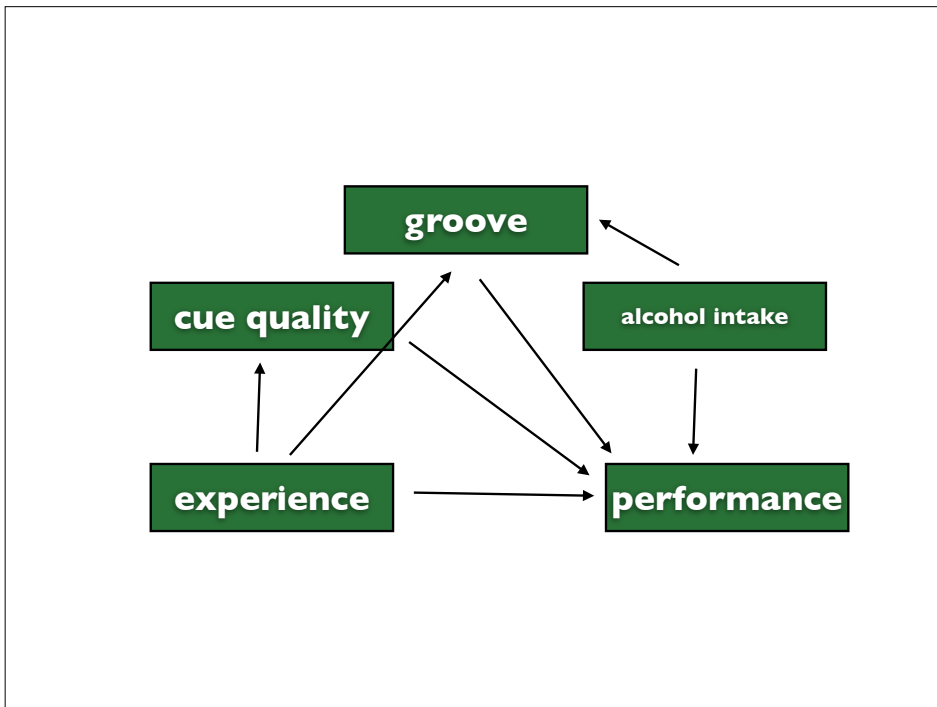 groove
cue quality
alcohol intake
experience
performance